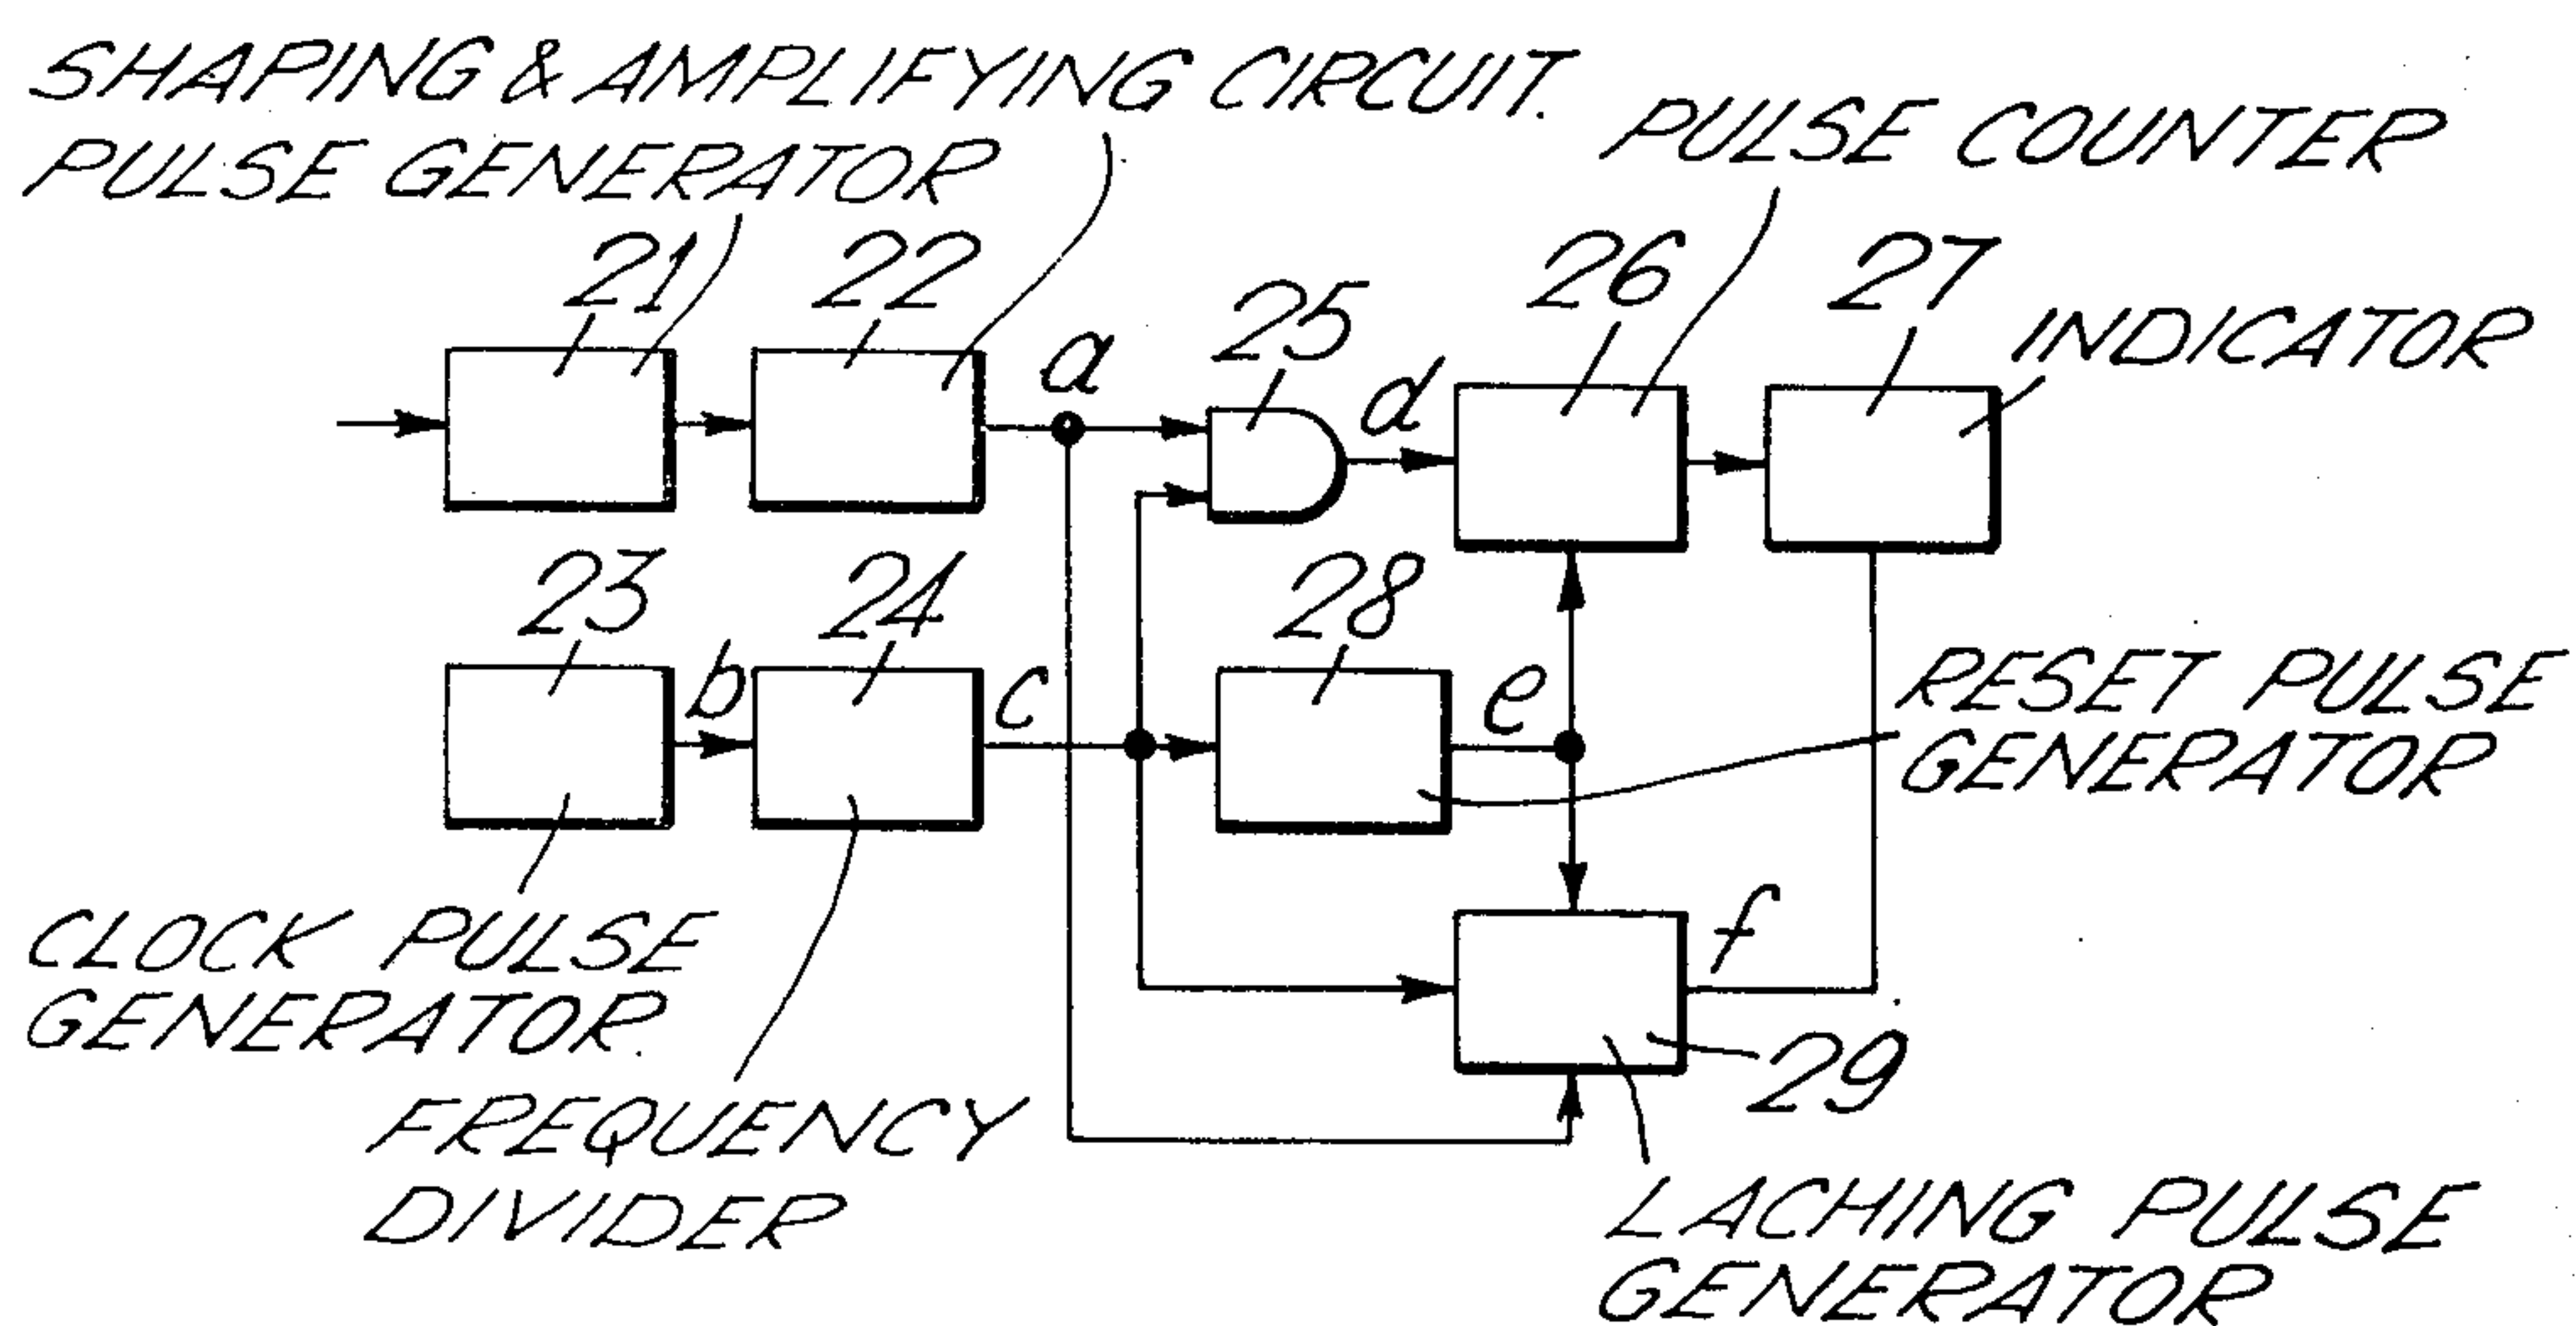 SHAPING & AMPLIFYING CIRCUIT.
PULSE GENERATOR
PULSE COUNTER
21
22
25
26
27
INDICATOR
a
d
23
24
28
b
c
e
RESET PULSE
GENERATOR
CLOCK PULSE
GENERATOR.
f
29
FREQUENCY
DIVIDER
LACHING PULSE
GENERATOR